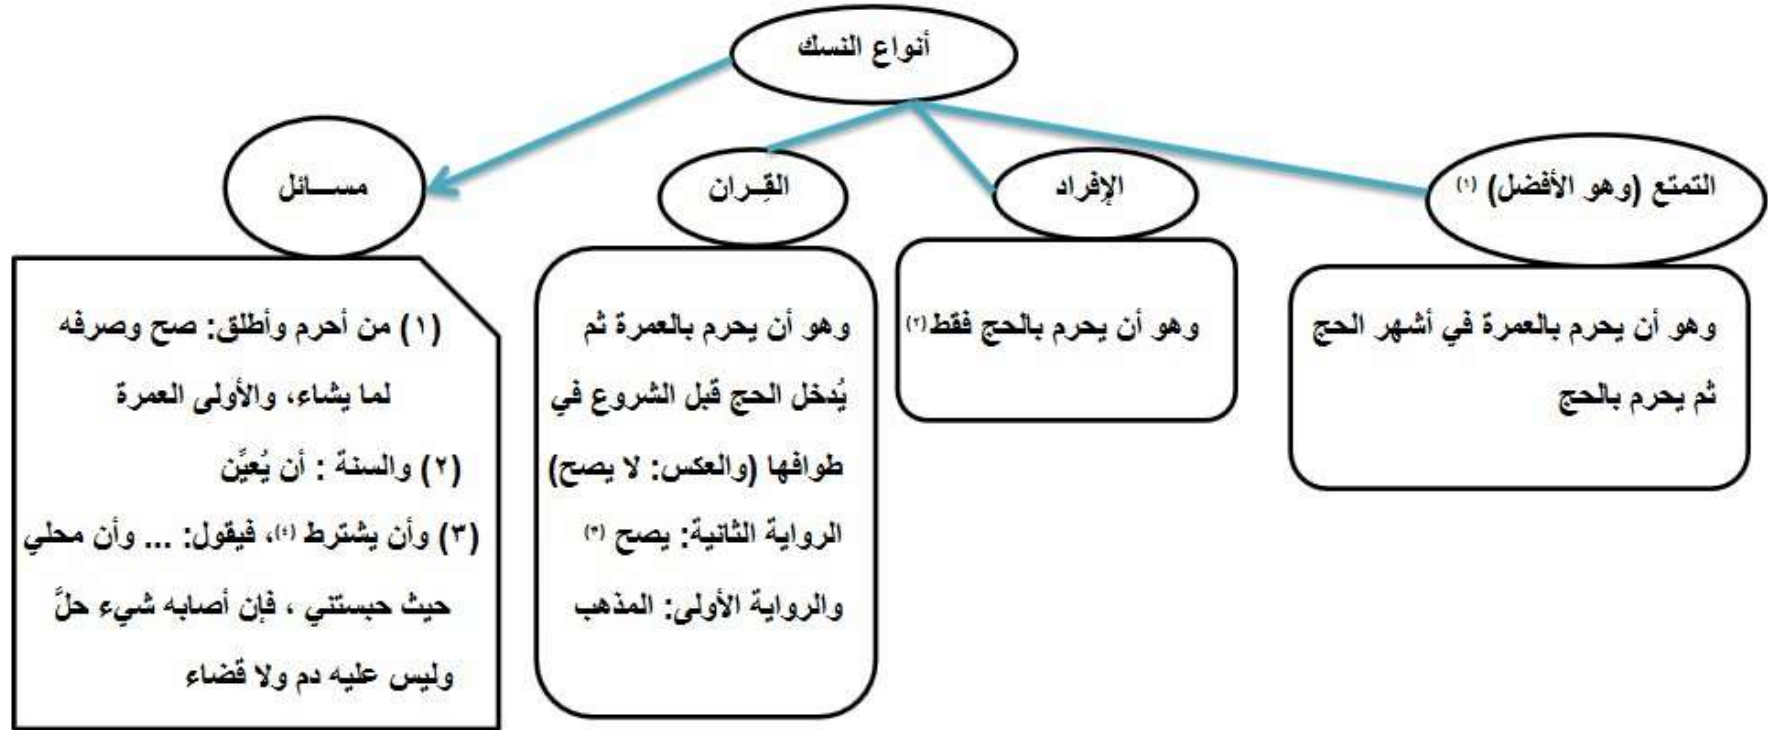 أنواع النسك
التمتع (وهو الأفضل) (١)
وهو أن يحرم بالعمرة في أشهر الحج
ثم يحرم بالحج
الإفراد
وهو أن يحرم بالحج فقط (٢)
القِـران
وهو أن يحرم بالعمرة ثم
يُدخل الحج قبل الشروع في
طوافها (والعكس: لا يصح)
الرواية الثانية: يصح (٣)
والرواية الأولى: المذهب
مســـائل
(١) من أحرم وأطلق: صح وصرفه
لما يشاء، والأولى العمرة
(٢) والسنة : أن يُعيَّن
(٣) وأن يشترط (٤)، فيقول: ... وأن محلي
حيث حبستني ، فإن أصابه شيء حلَّ
وليس عليه دم ولا قضاء